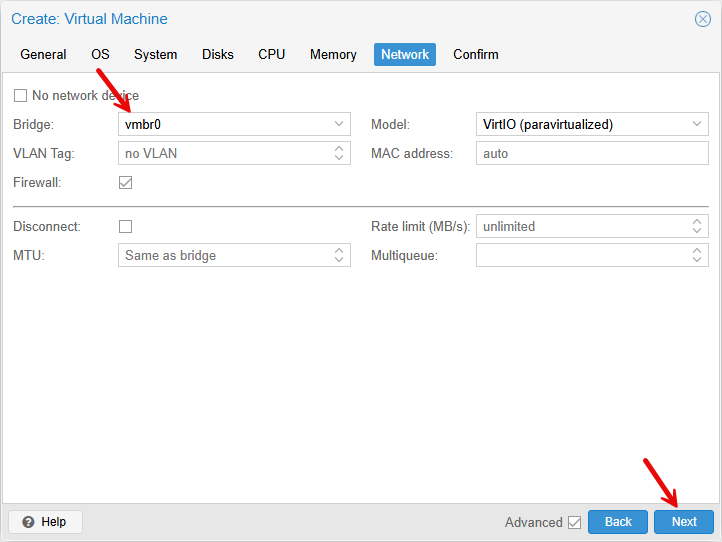 Create: Virtual Machine
General OS System Disks CPU Memory Network Confirm
No network device
Bridge: vmbr0 Model: VirtIO (paravirtualized)
VLAN Tag: no VLAN MAC address: auto
Firewall:
Disconnect: Rate limit (MB/s): unlimited
MTU: Same as bridge Multiqueue:
Help Advanced Back Next